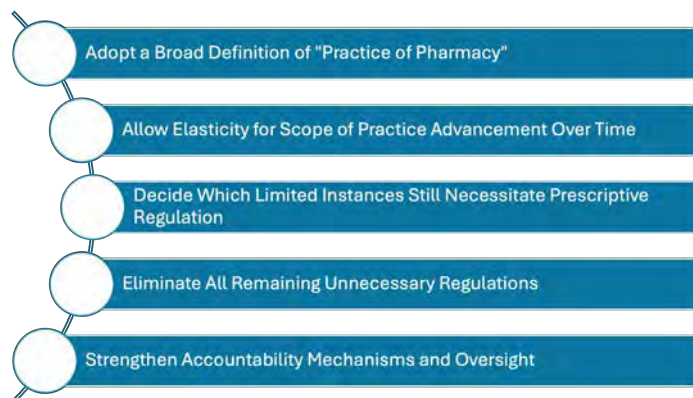 Adopt a Broad Definition of "Practice of Pharmacy"
Allow Elasticity for Scope of Practice Advancement Over Time
Decide Which Limited Instances Still Necessitate Prescriptive
Regulation
Eliminate All Remaining Unnecessary Regulations
Strengthen Accountability Mechanisms and Oversight